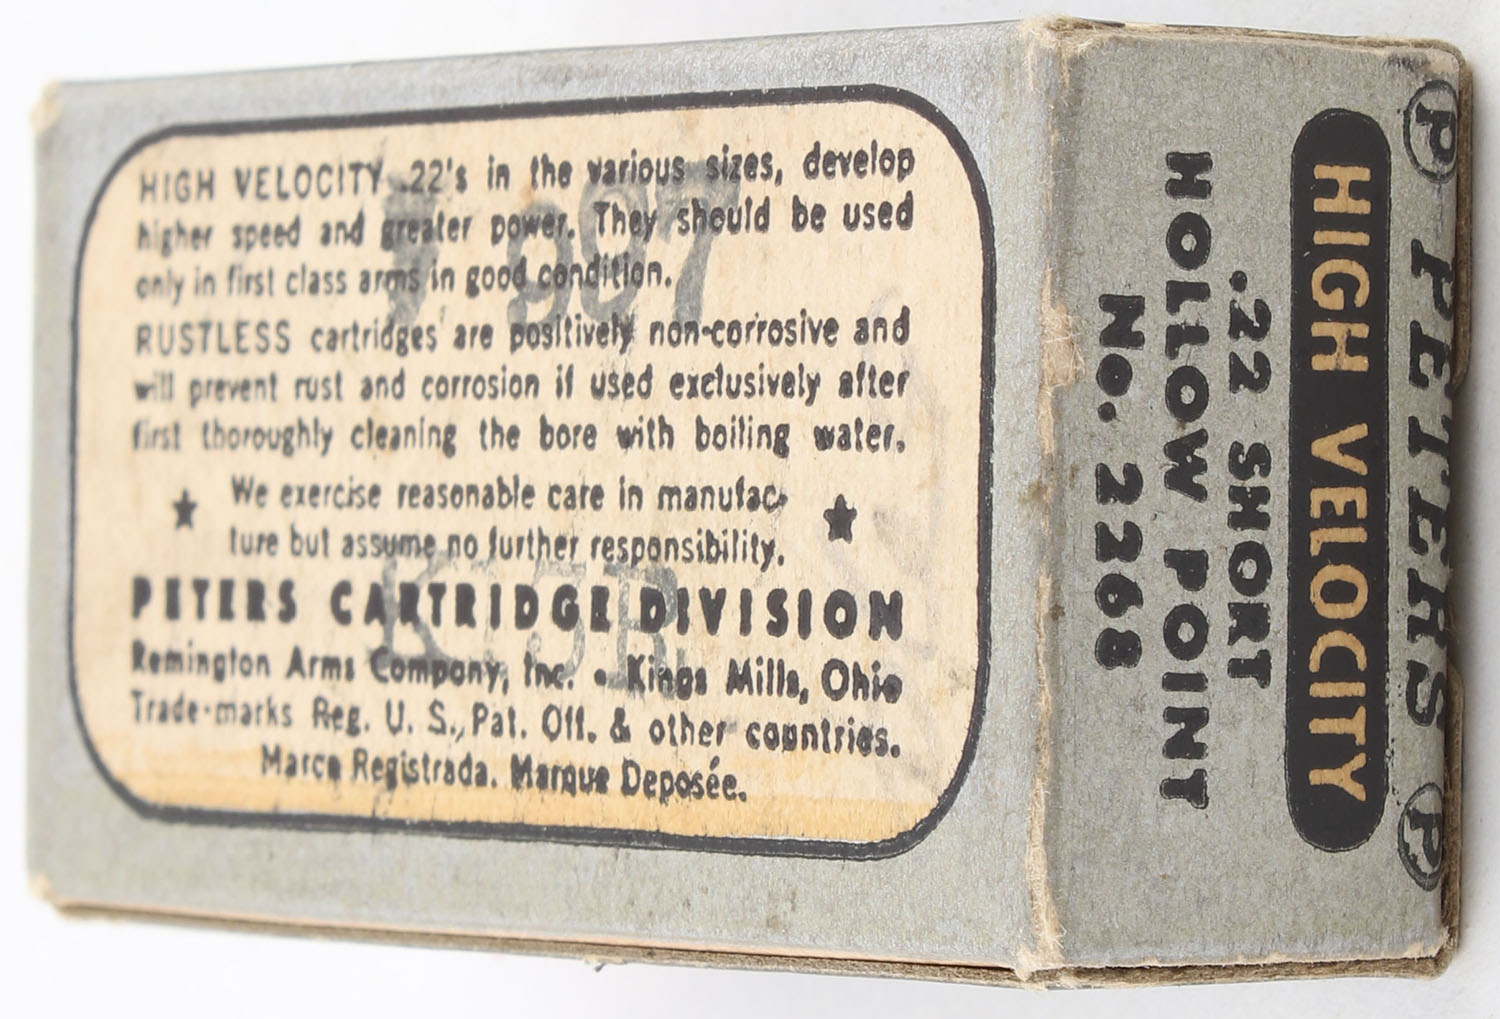 HIGH VELOCITY .22's in the various sizes, develop
higher speed and greater power. They should be used
only in first class arms in good condition.
RUSTLESS cartridges are positively non-corrosive and
will prevent rust and corrosion if used exclusively after
first thoroughly cleaning the bore with boiling water.
★ We exercise reasonable care in manufac- ★
ture but assume no further responsibility.
PETERS CARTRIDGE DIVISION
Remington Arms Company, Inc. • Kings Mills, Ohio
Trade-marks Reg. U. S., Pat. Off. & other countries.
Marca Registrada. Marque Deposée.
P PETERS P
HIGH VELOCITY
.22 SHORT
HOLLOW POINT
No. 2268